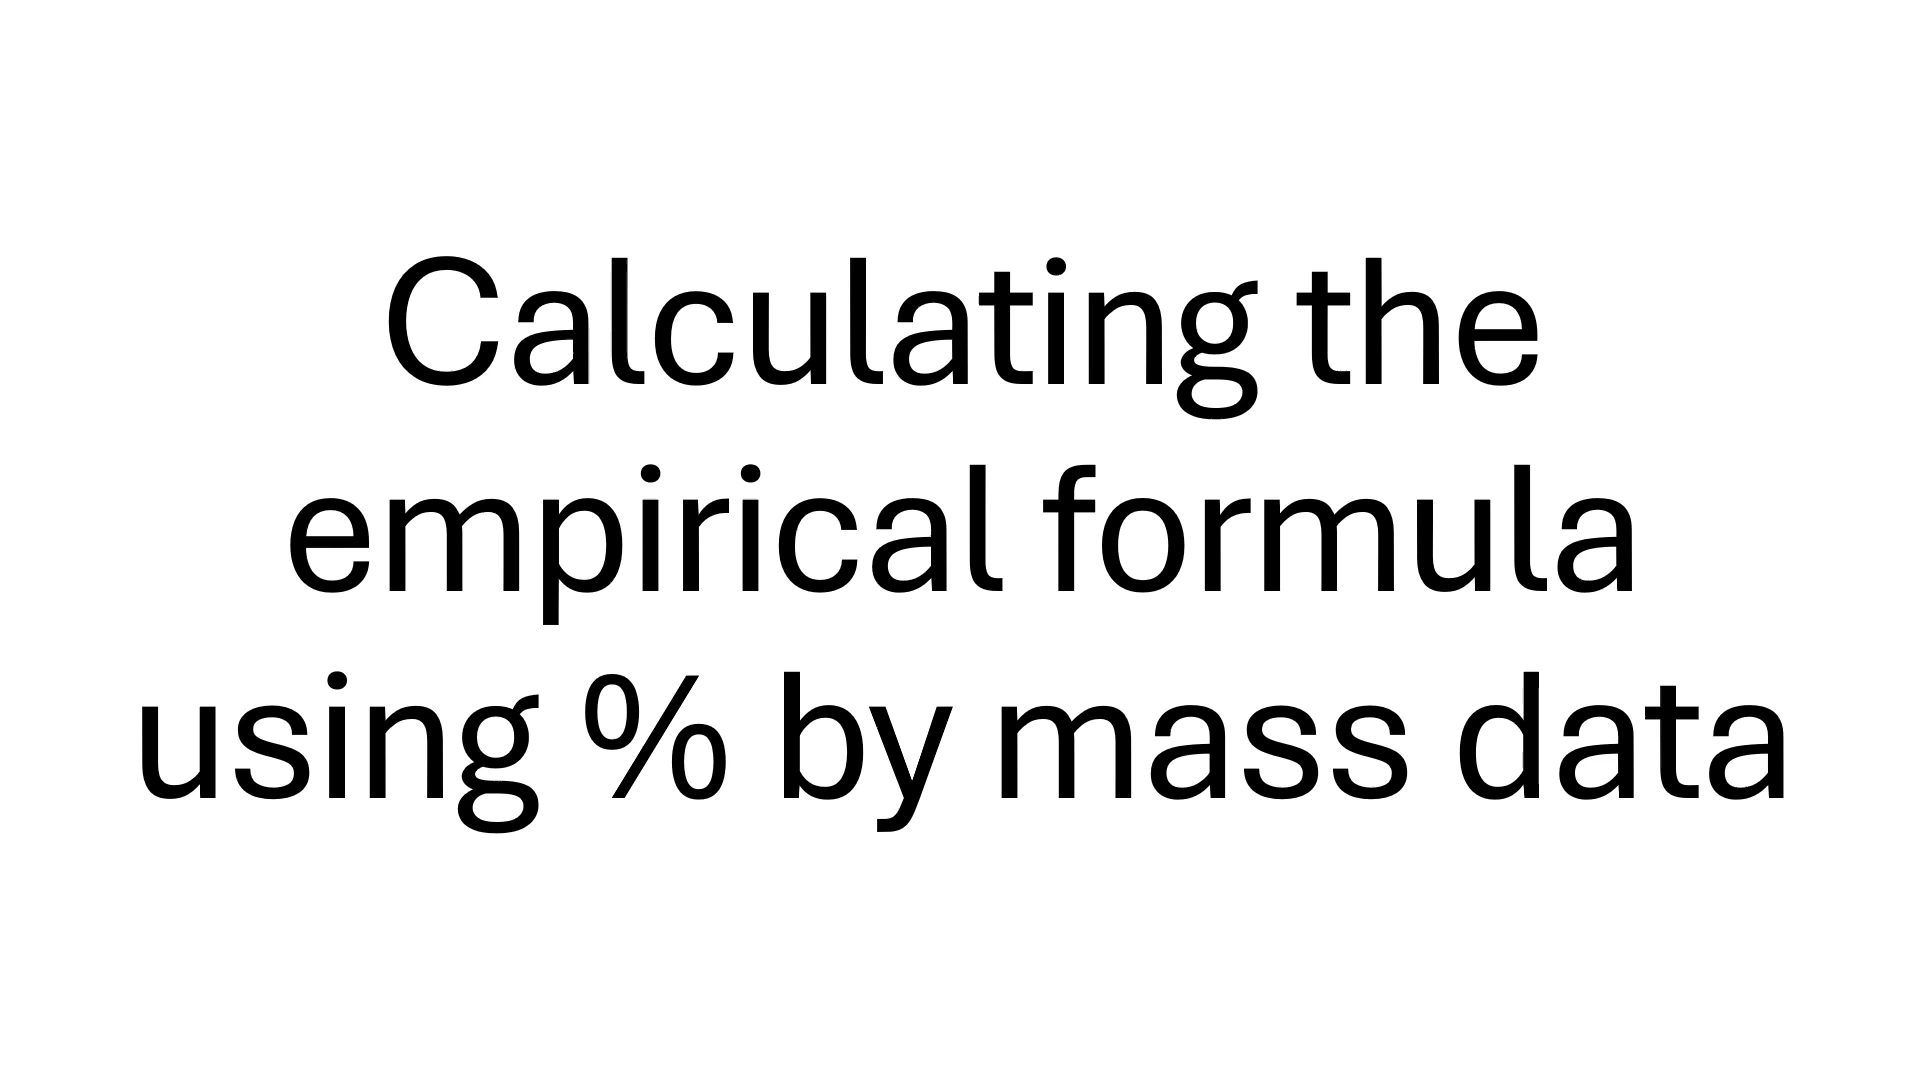 Calculating the
empirical formula
using % by mass data